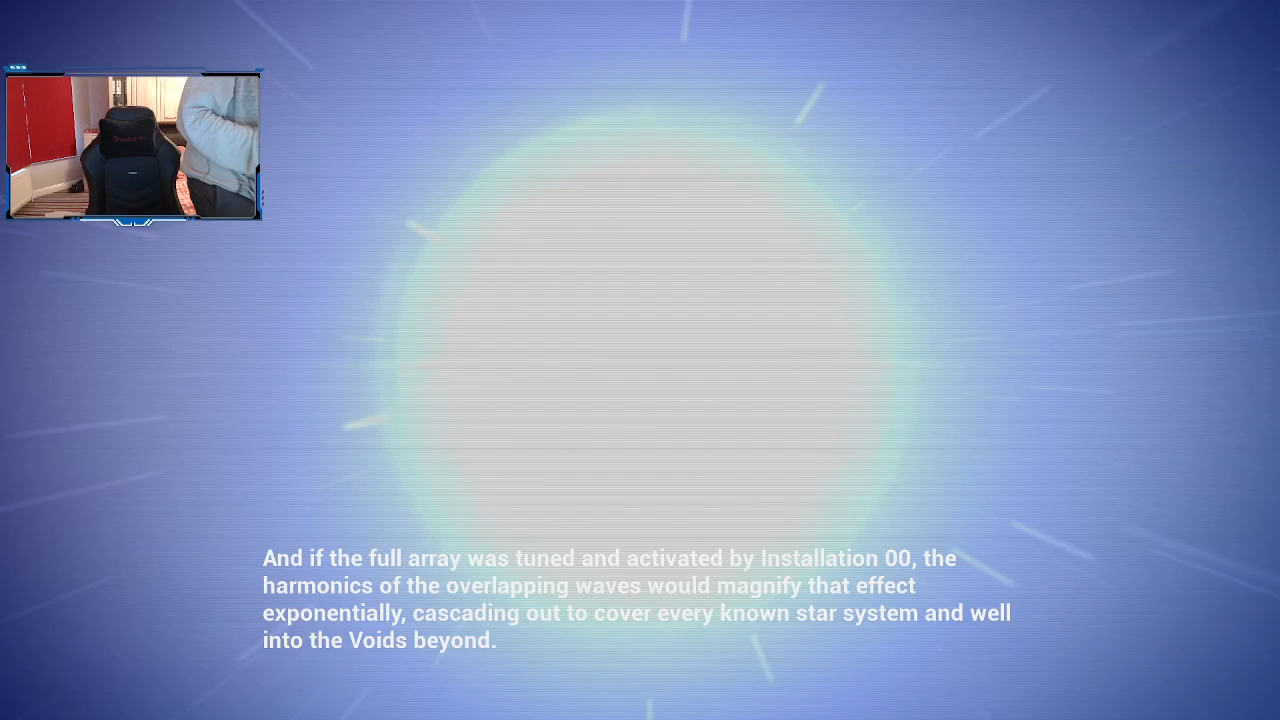 And if the full array was tuned and activated by Installation 00, the
harmonics of the overlapping waves would magnify that effect
exponentially, cascading out to cover every known star system and well
into the Voids beyond.